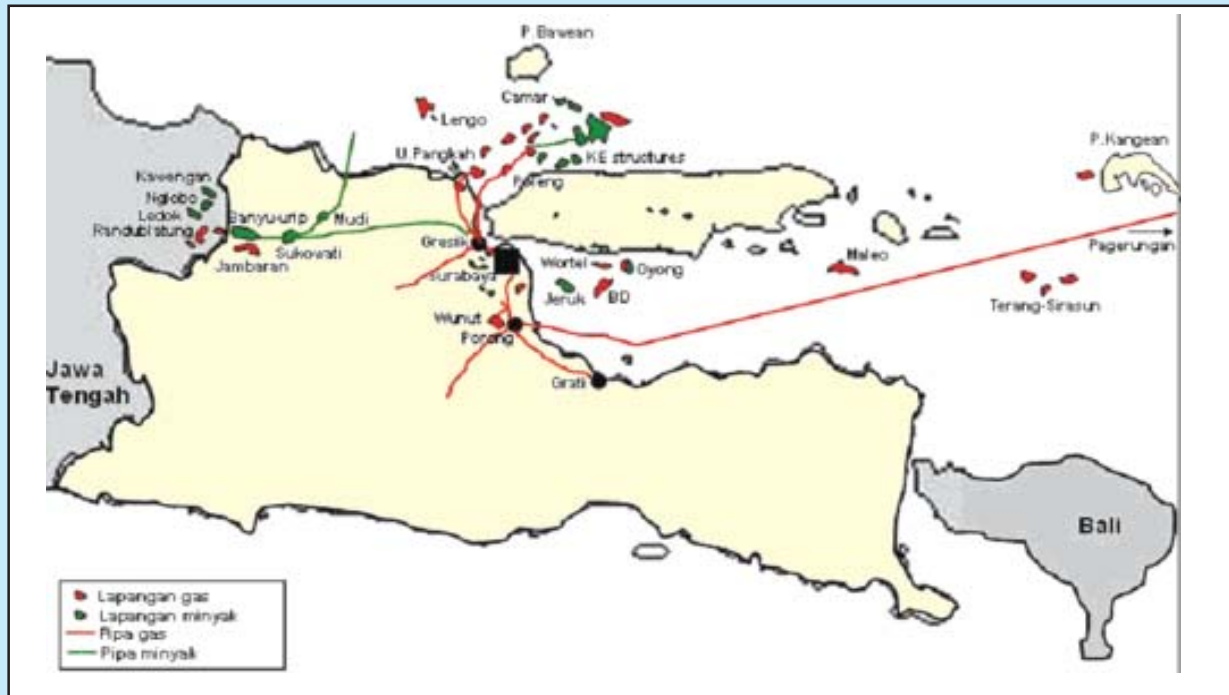 P. Bawean
Camar
Lengo
U.Pangkah
KE structures
Poleng
P.Kangean
Kawengan
Nglobo
Ledok
Banyu-urip
Mudi
Randublatung
Sukowati
Jambaran
Gresik
Surabaya
Wortel
Oyong
Jeruk
BD
Maleo
Pagerungan
Terang-Sirasun
Wunut
Porong
Grati
Jawa
Tengah
Bali
Lapangan gas
Lapangan minyak
Pipa gas
Pipa minyak